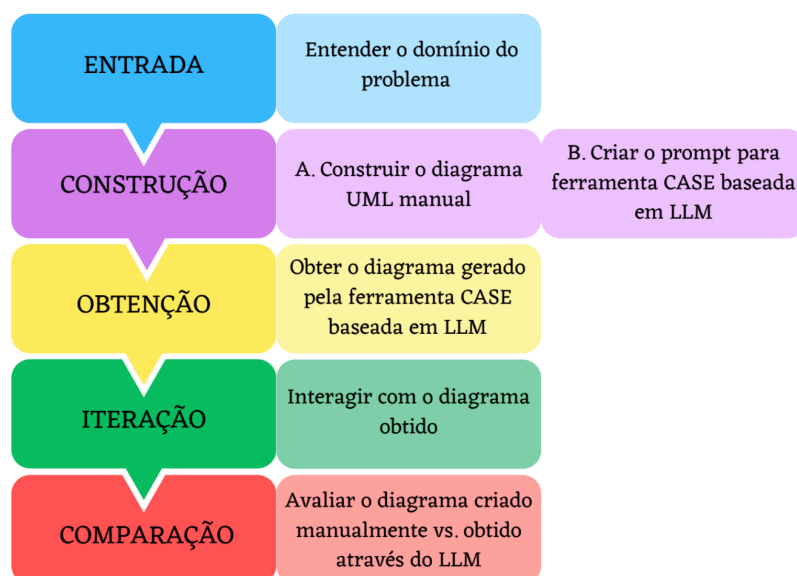 ENTRADA
Entender o domínio do
problema
CONSTRUÇÃO
A. Construir o diagrama
UML manual
B. Criar o prompt para
ferramenta CASE baseada
em LLM
OBTENÇÃO
Obter o diagrama gerado
pela ferramenta CASE
baseada em LLM
ITERAÇÃO
Interagir com o diagrama
obtido
COMPARAÇÃO
Avaliar o diagrama criado
manualmente vs. obtido
através do LLM